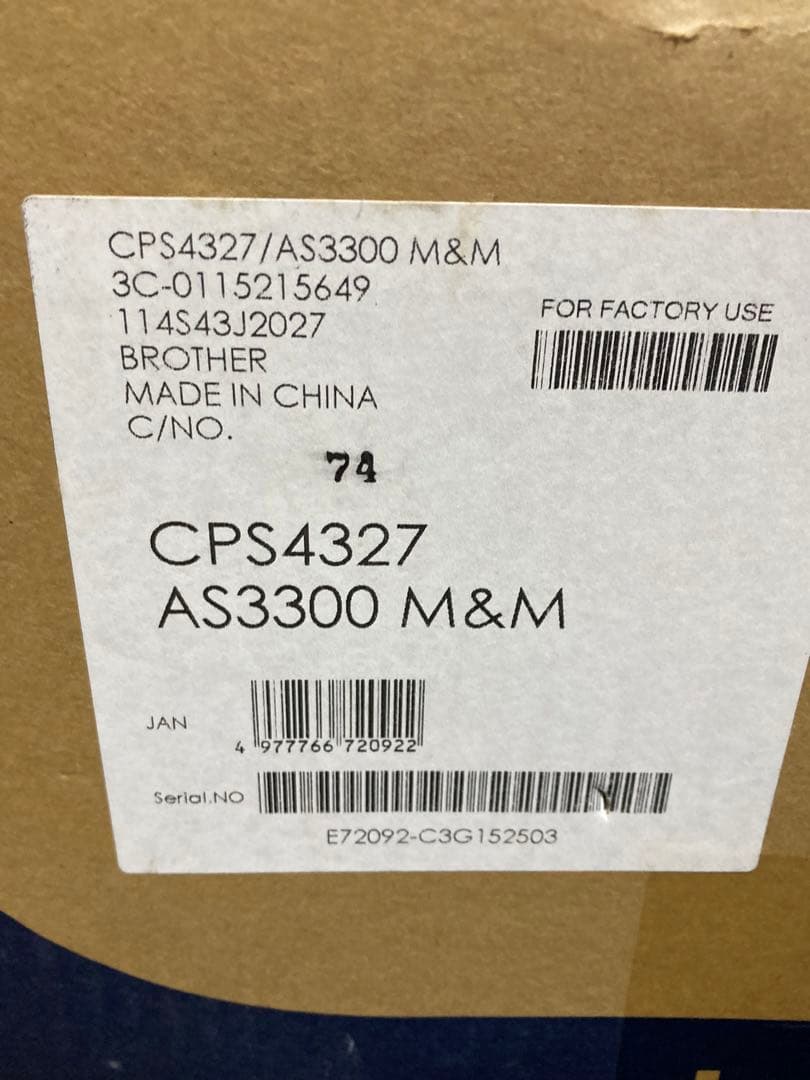 CPS4327/AS3300 M&M
3C-0115215649
114S43J2027
BROTHER
MADE IN CHINA
C/NO.
74
FOR FACTORY USE
CPS4327
AS3300 M&M
JAN
4 977766 720922
Serial.NO
E72092-C3G152503